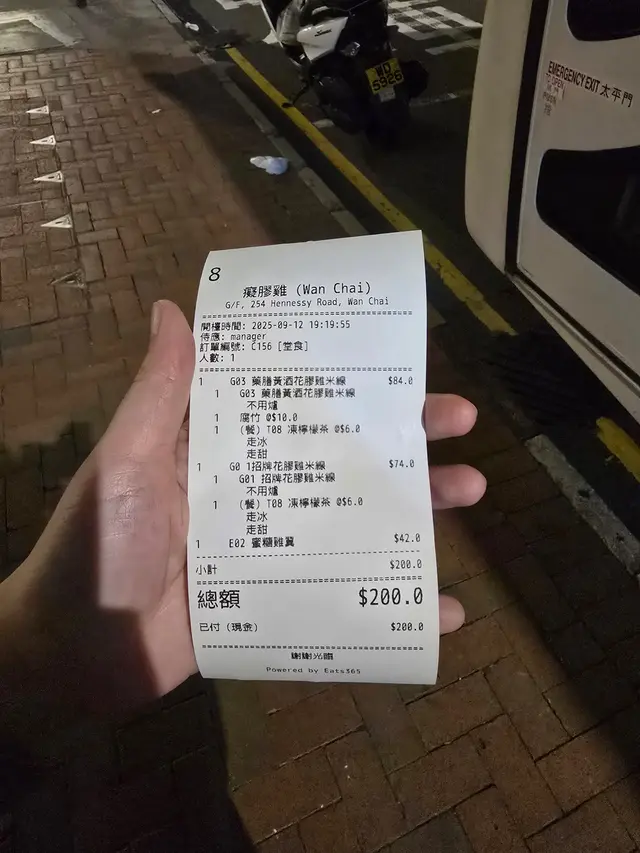 EMERGENCY EXIT 太平門
TO OPEN
S926
8
癡膠雞 (Wan Chai)
G/F, 254 Hennessy Road, Wan Chai
開檯時間: 2025-09-12 19:19:55
侍應: manager
訂單編號: C156 [堂食]
人數: 1
1 G03 藥膳黃酒花膠雞米線 $84.0
1 G03 藥膳黃酒花膠雞米線
不用爐
1 腐竹 @$10.0
1 (餐) T08 凍檸檬茶 @$6.0
走冰
走甜
1 G0 1招牌花膠雞米線 $74.0
1 G01 招牌花膠雞米線
不用爐
1 (餐) T08 凍檸檬茶 @$6.0
走冰
走甜
1 E02 蜜糖雞翼 $42.0
小計 $200.0
總額 $200.0
已付 (現金) $200.0
謝謝光臨
Powered by Eats365